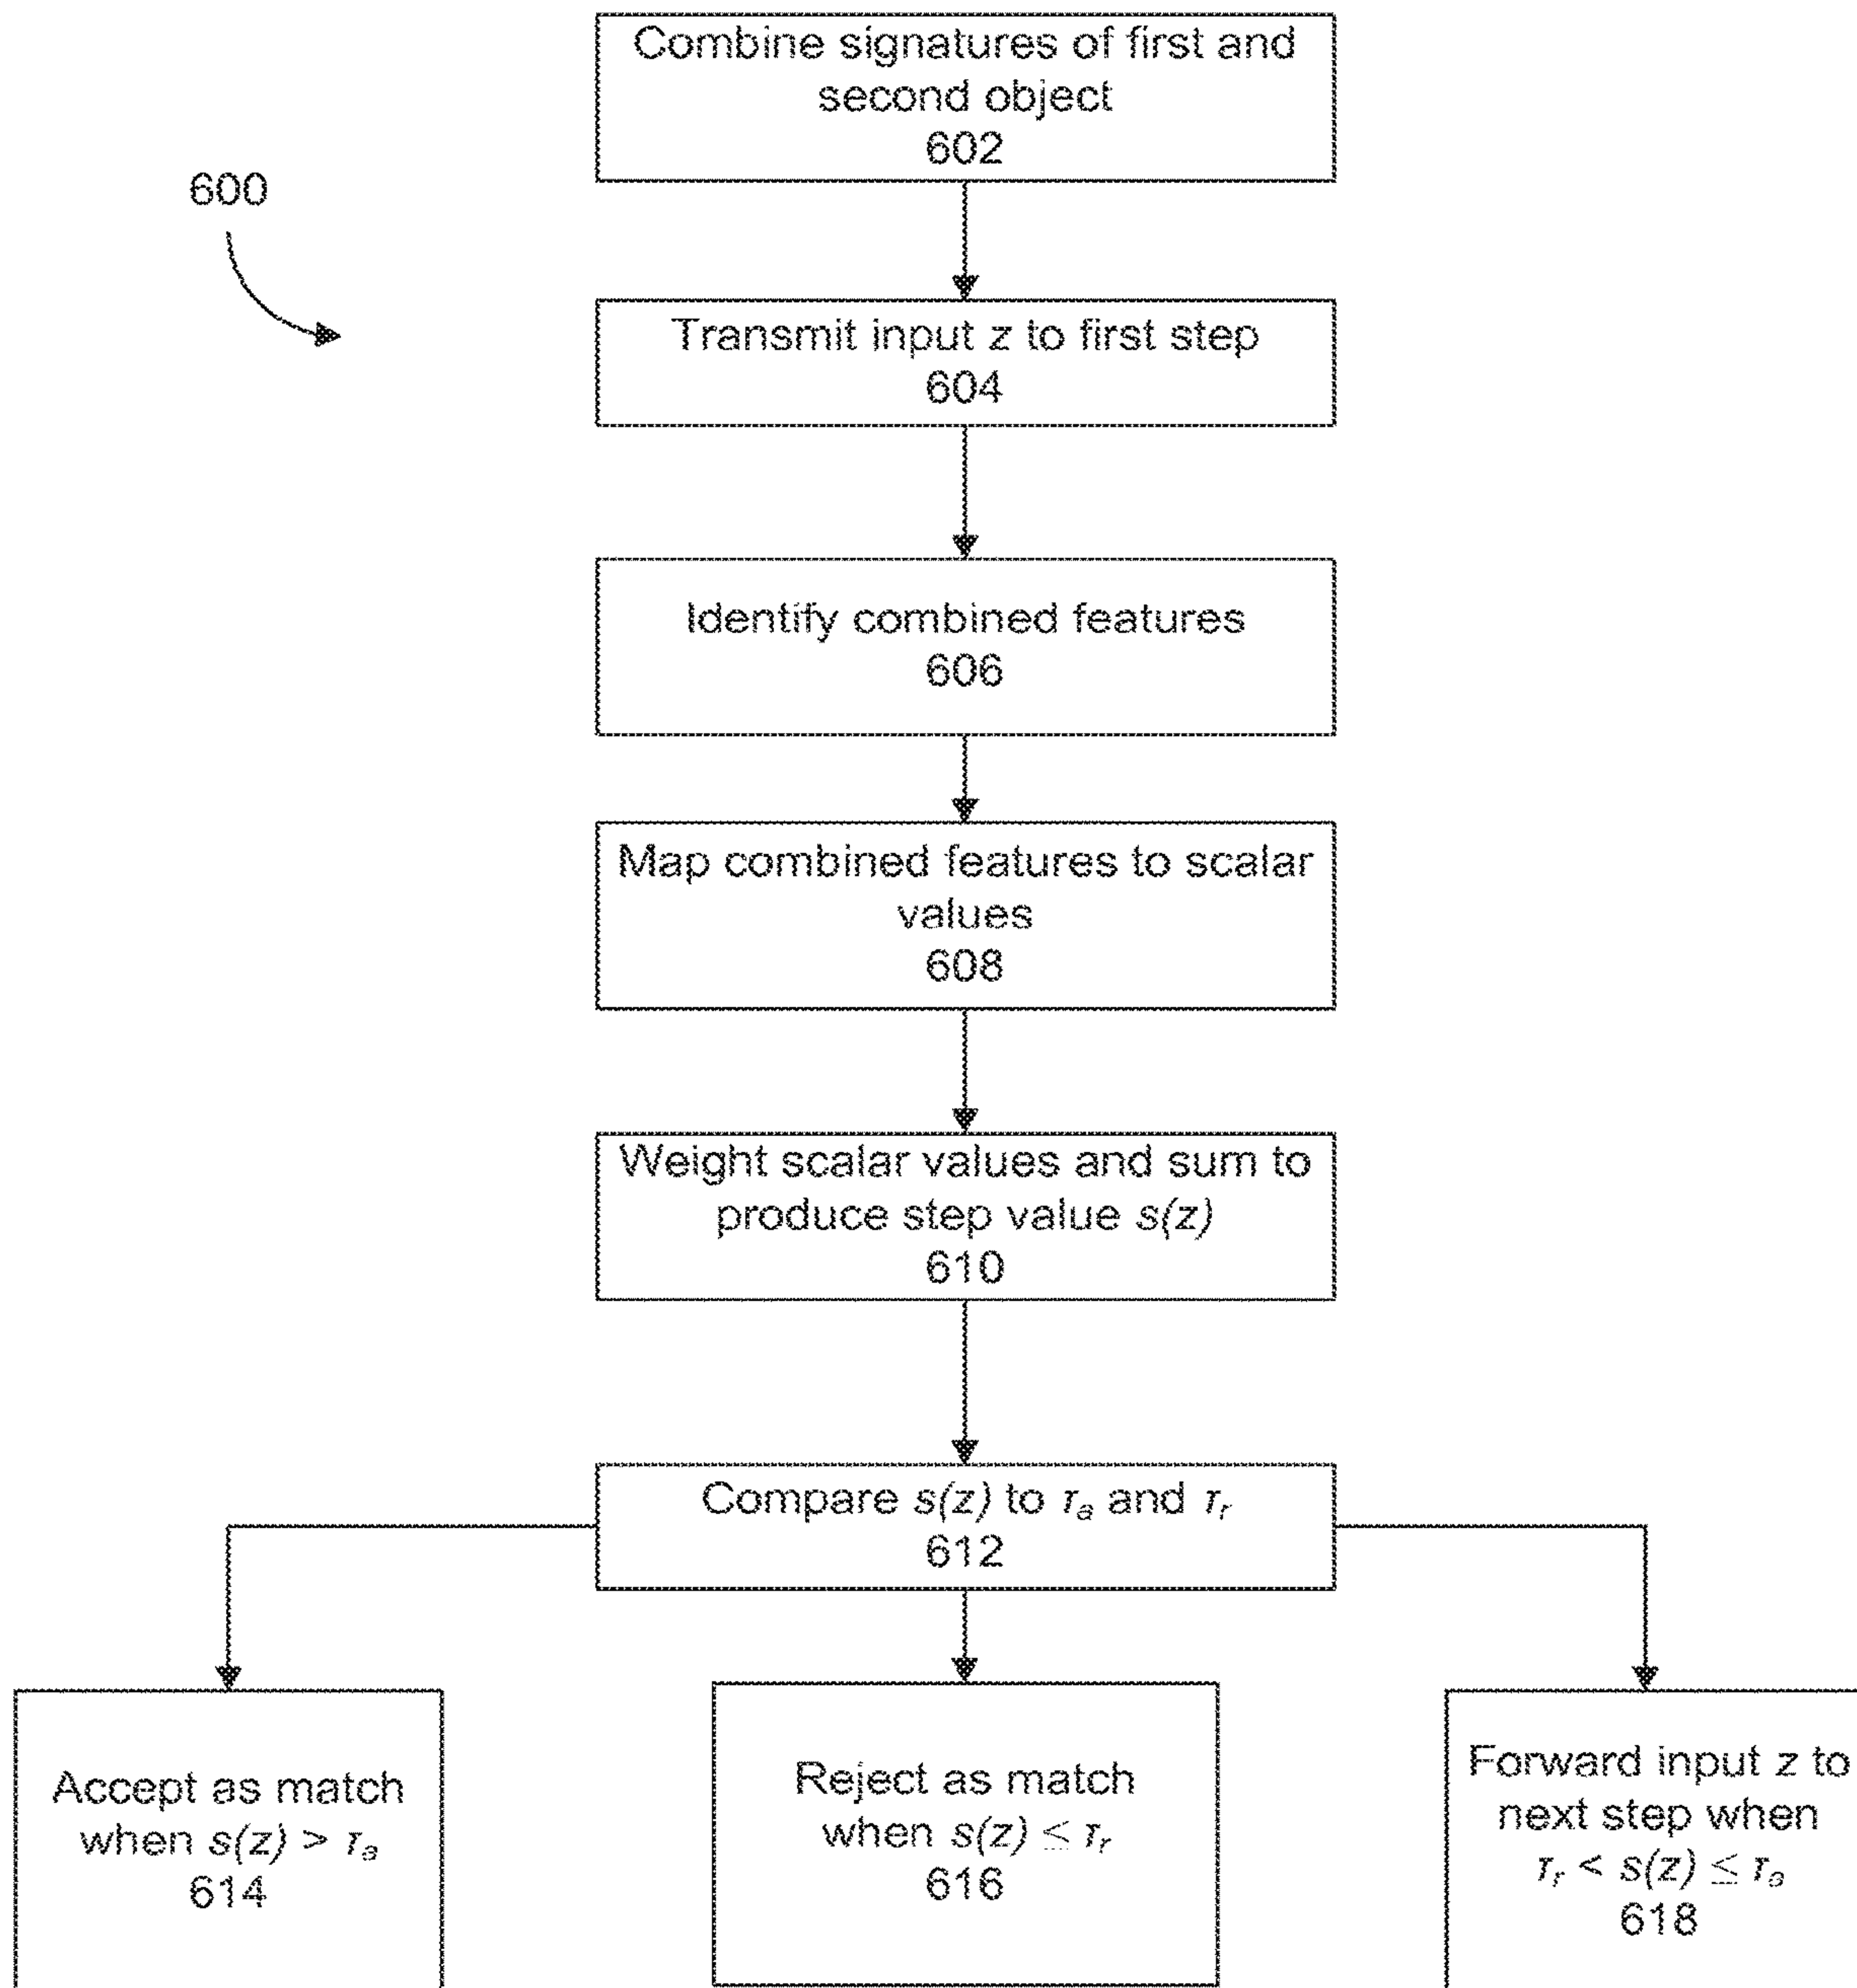 Combine signatures of first and
second object
602
600
Transmit input z to first step
604
Identify combined features
606
Map combined features to scalar
values
608
Weight scalar values and sum to
produce step value s(z)
610
Compare s(z) to τₐ and τᵣ
612
Accept as match
when s(z) > τₐ
614
Reject as match
when s(z) ≤ τᵣ
616
Forward input z to
next step when
τᵣ < s(z) ≤ τₐ
618